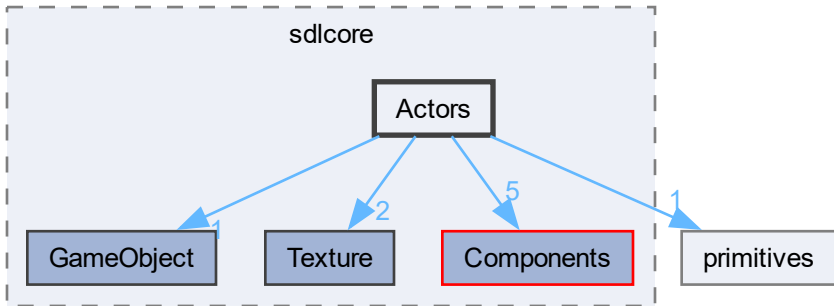 sdlcore
Actors
5
1
2
1
GameObject
Texture
Components
primitives